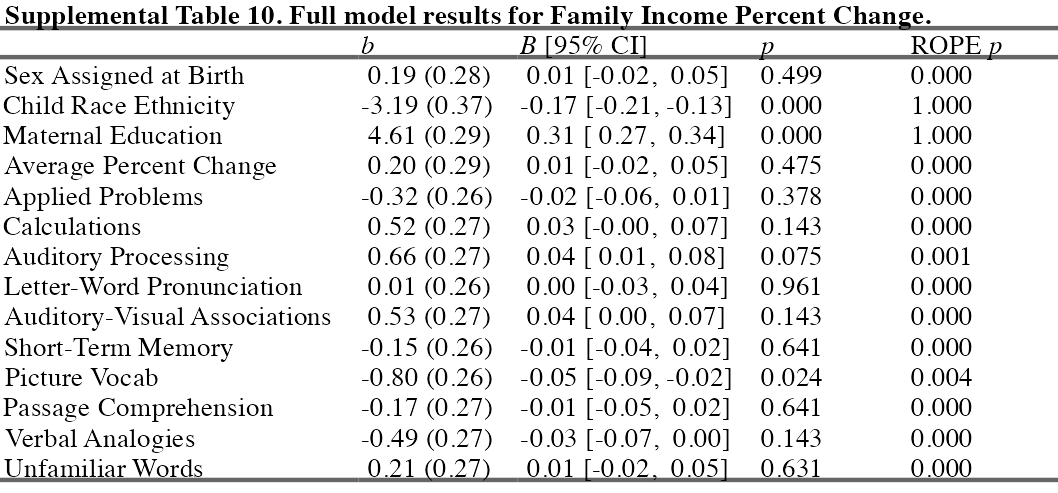 Supplemental Table 10. Full model results for Family Income Percent Change.
b B [95% CI] p ROPE p
Sex Assigned at Birth 0.19 (0.28) 0.01 [-0.02, 0.05] 0.499 0.000
Child Race Ethnicity -3.19 (0.37) -0.17 [-0.21, -0.13] 0.000 1.000
Maternal Education 4.61 (0.29) 0.31 [ 0.27, 0.34] 0.000 1.000
Average Percent Change 0.20 (0.29) 0.01 [-0.02, 0.05] 0.475 0.000
Applied Problems -0.32 (0.26) -0.02 [-0.06, 0.01] 0.378 0.000
Calculations 0.52 (0.27) 0.03 [-0.00, 0.07] 0.143 0.000
Auditory Processing 0.66 (0.27) 0.04 [ 0.01, 0.08] 0.075 0.001
Letter-Word Pronunciation 0.01 (0.26) 0.00 [-0.03, 0.04] 0.961 0.000
Auditory-Visual Associations 0.53 (0.27) 0.04 [ 0.00, 0.07] 0.143 0.000
Short-Term Memory -0.15 (0.26) -0.01 [-0.04, 0.02] 0.641 0.000
Picture Vocab -0.80 (0.26) -0.05 [-0.09, -0.02] 0.024 0.004
Passage Comprehension -0.17 (0.27) -0.01 [-0.05, 0.02] 0.641 0.000
Verbal Analogies -0.49 (0.27) -0.03 [-0.07, 0.00] 0.143 0.000
Unfamiliar Words 0.21 (0.27) 0.01 [-0.02, 0.05] 0.631 0.000